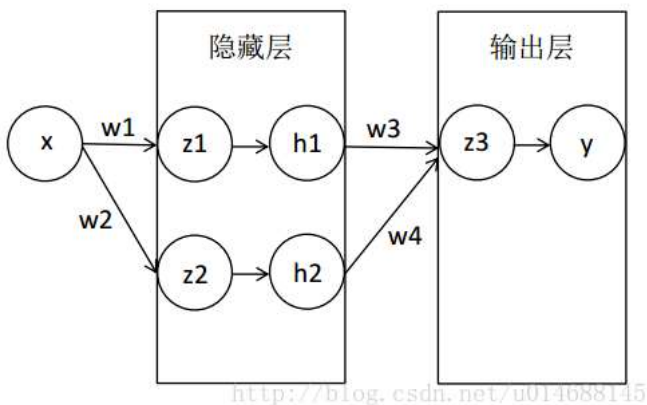 隐藏层
输出层
x
w1
z1
h1
w3
z3
y
w2
z2
h2
w4
http://blog.csdn.net/u014688145